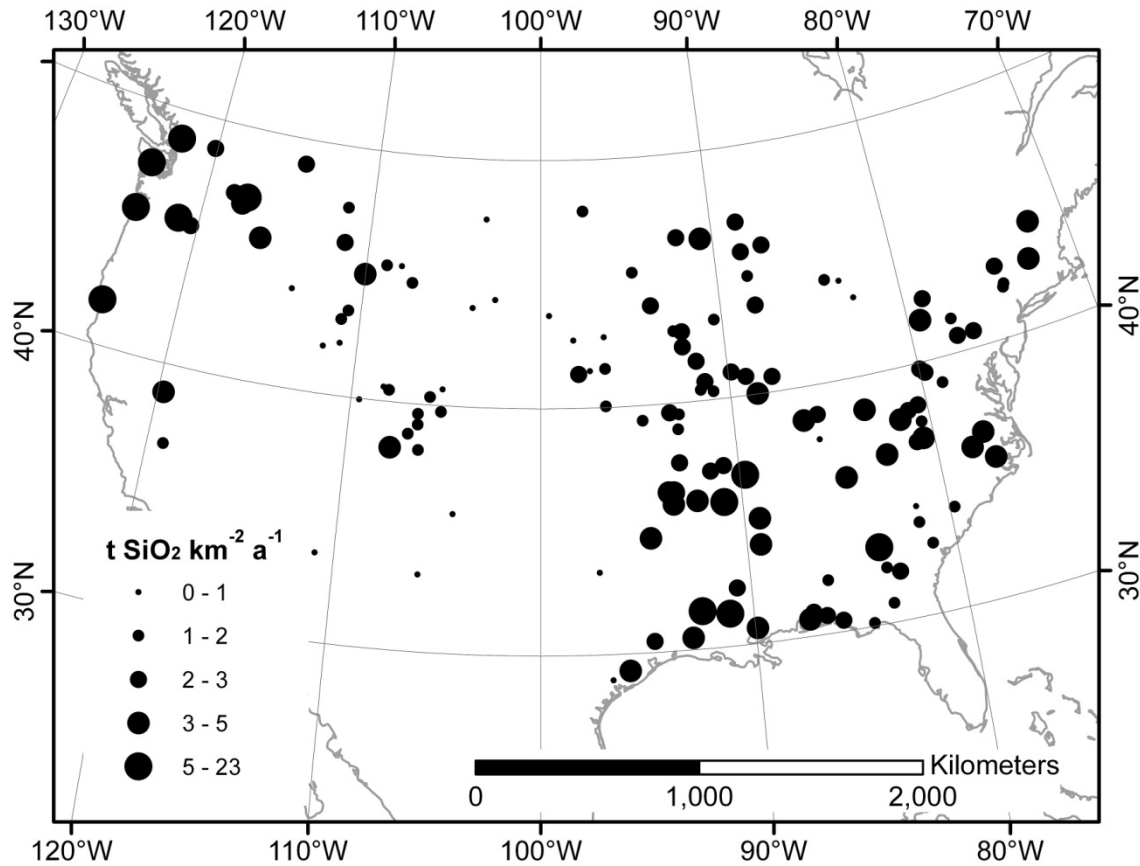 130°W 120°W 110°W 100°W 90°W 80°W 70°W
40°N 40°N
30°N 30°N
t SiO₂ km⁻² a⁻¹
0 - 1
1 - 2
2 - 3
3 - 5
5 - 23
Kilometers
0 1,000 2,000
120°W 110°W 100°W 90°W 80°W